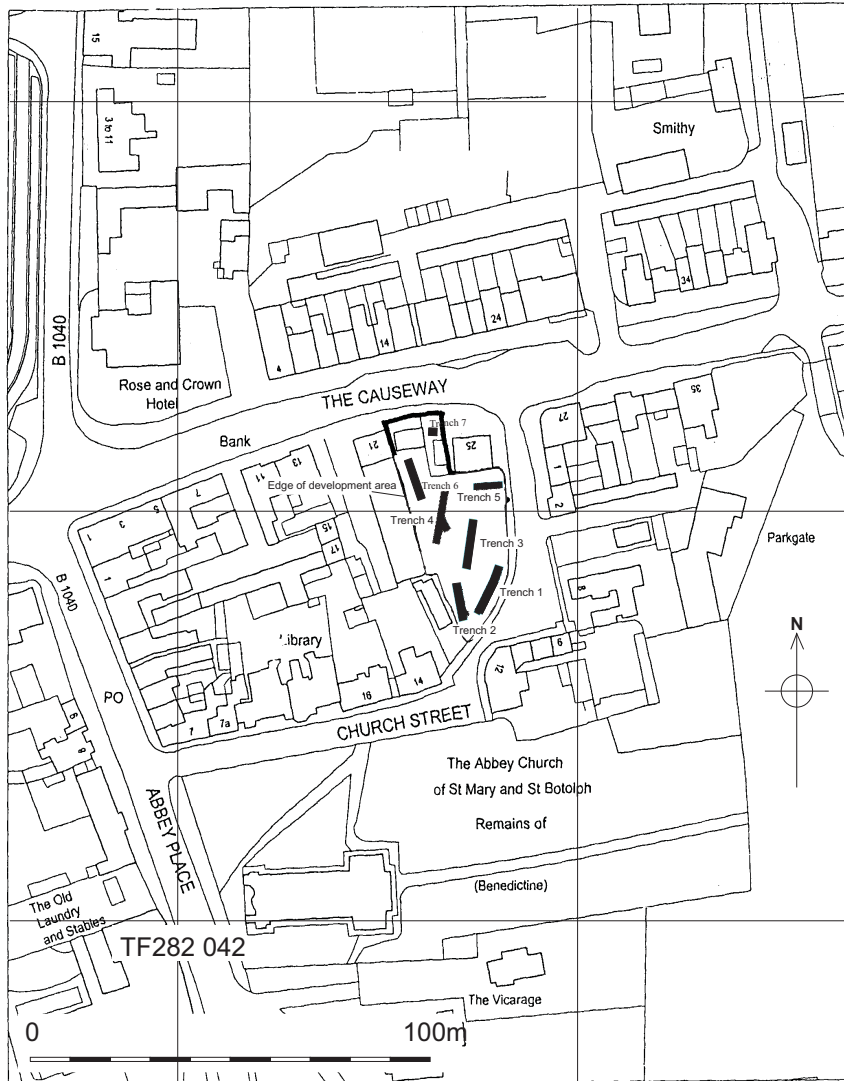 15
3 to 11
Smithy
B 1040
34
24
14
4
Rose and Crown
Hotel
THE CAUSEWAY
35
27
Bank
21
Trench 7
25
13
11
1
Edge of development area
Trench 6
Trench 5
2
7
5
3
1
Trench 4
15
Parkgate
1
17
Trench 3
B 1040
8
Trench 1
N
Trench 2
Library
6
12
14
16
PO
7
7a
CHURCH STREET
8
9
The Abbey Church
of St Mary and St Botolph
Remains of
ABBEY PLACE
(Benedictine)
The Old
Laundry
and Stables
TF282 042
The Vicarage
0
100m